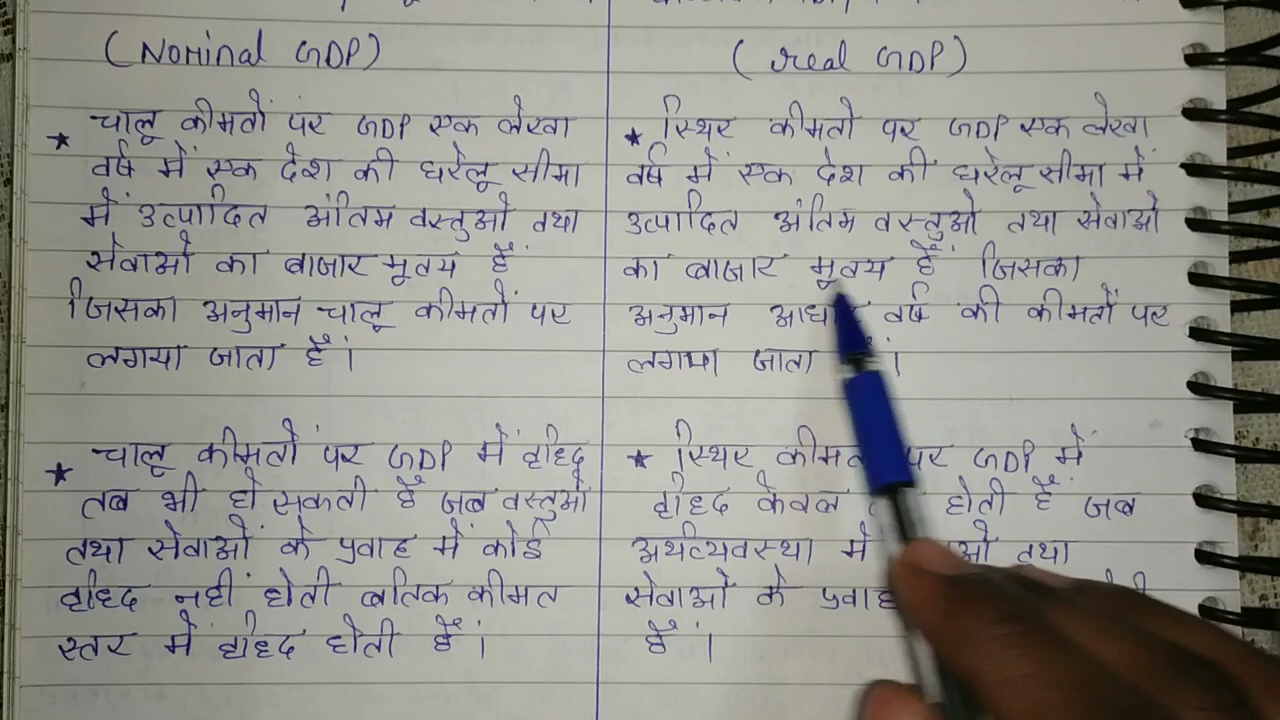 (Nominal GDP)
★ चालू कीमतों पर GDP एक लेखा
वर्ष में एक देश की घरेलू सीमा
में उत्पादित अंतिम वस्तुओ तथा
सेवाओ का बाजार मूल्य हैं
जिसका अनुमान चालू कीमतों पर
लगाया जाता हैं।
★ चालू कीमतों पर GDP में वृध्दि
तब भी हो सकती हैं जब वस्तुओ
तथा सेवाओं के प्रवाह में कोई
वृध्दि नहीं होती बल्कि कीमत
स्तर में वृध्दि होती हैं।
(real GDP)
★ स्थिर कीमतो पर GDP एक लेखा
वर्ष में एक देश की घरेलू सीमा में
उत्पादित अंतिम वस्तुओ तथा सेवाओ
का बाजार मूल्य हैं जिसका
अनुमान वर्ष की कीमतों पर
लगाया जाता
★ स्थिर पर GDP में
वृध्दि केवल होती हैं जब
अर्थव्यवस्था में तथा
सेवाओं के प्रवाह
हैं।